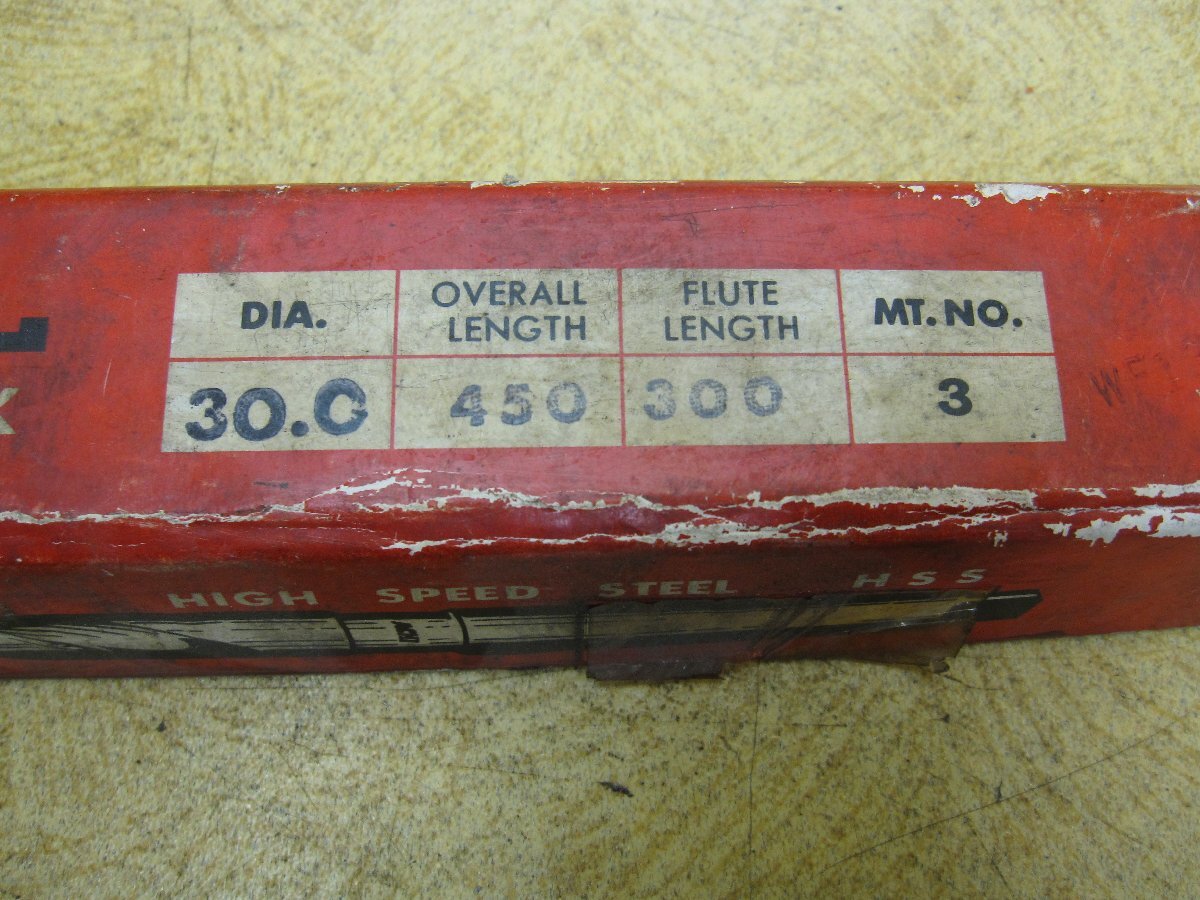 DIA.
OVERALL
LENGTH
FLUTE
LENGTH
MT. NO.
30.0
450
300
3
HIGH SPEED STEEL HSS